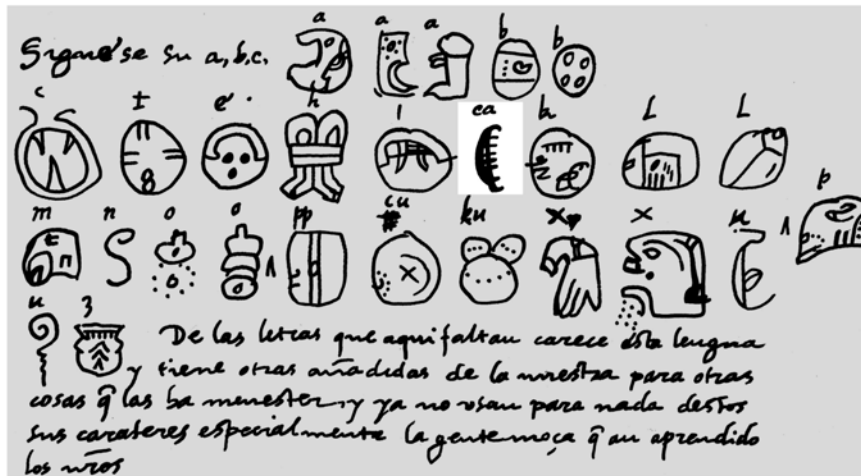 Siguese su a, b, c. a a a b b
c t e h i ca k L L
m n o o pp cu ku x x u p
u z De las letras que aqui faltan carece esta lengua
y tiene otras añadidas de la nuestra para otras
cosas q̃ las ha menester, y ya no usan para nada destos
sus carateres especialmente la gente moça q̃ an aprendido
los nr̃os